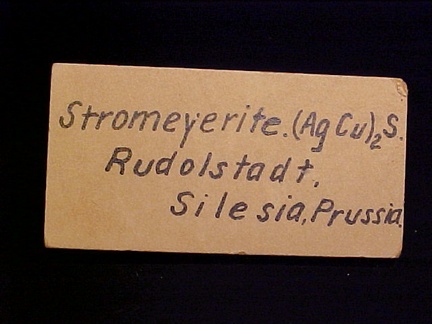 Stromeyerite. (Ag Cu)₂S.
Rudolstadt,
Silesia, Prussia.